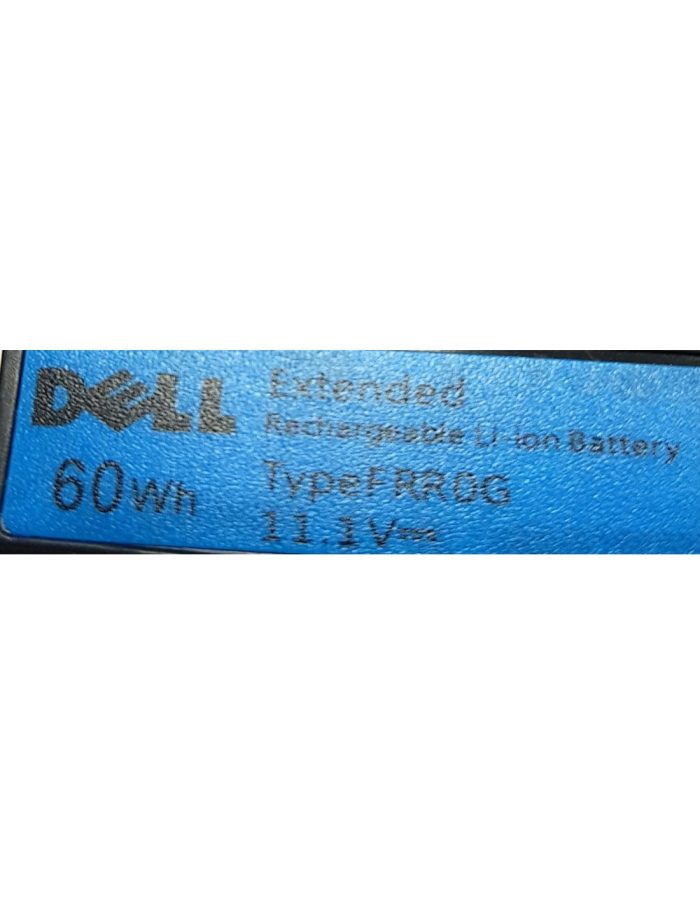 DELL
Extended
Rechargeable Li-ion Battery
60Wh
TypeFRR0G
11.1V⎓